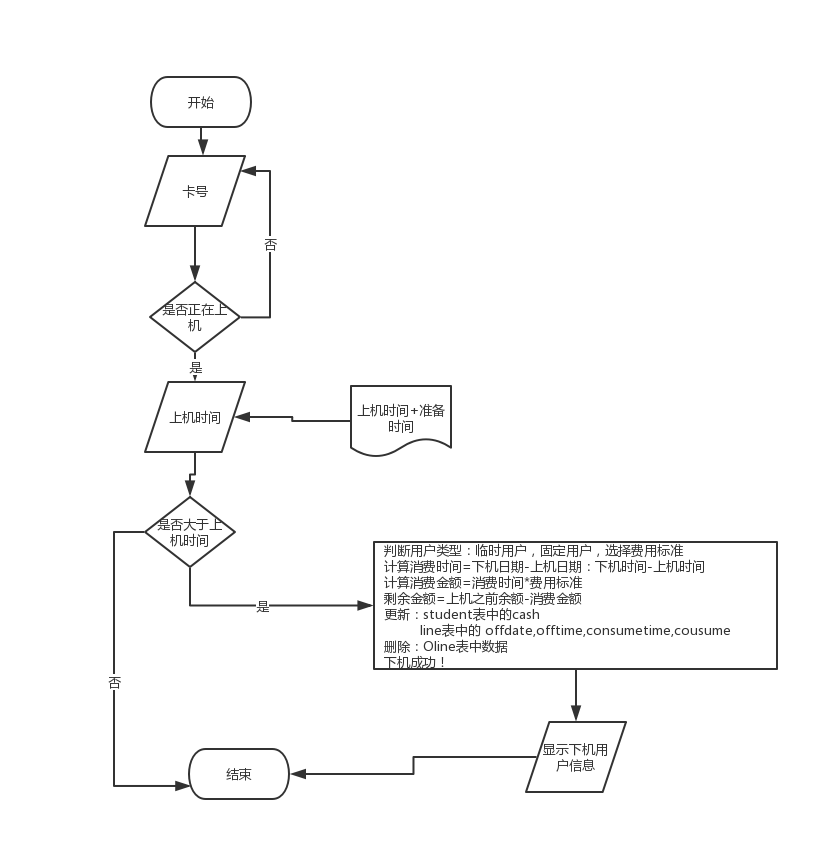 开始
卡号
否
是否正在上
机
是
上机时间
上机时间+准备
时间
是否大于上
机时间
判断用户类型：临时用户，固定用户，选择费用标准
计算消费时间=下机日期-上机日期：下机时间-上机时间
计算消费金额=消费时间*费用标准
剩余金额=上机之前余额-消费金额
更新：student表中的cash
line表中的 offdate,offtime,consumetime,cousume
删除：Oline表中数据
下机成功！
是
否
显示下机用
户信息
结束